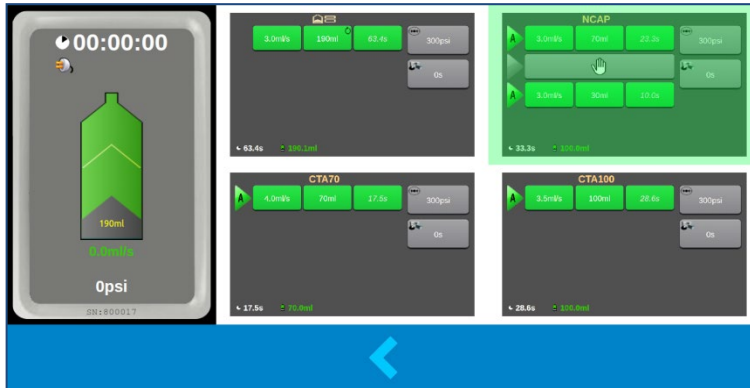 00:00:00
190ml
0.0ml/s
0psi
SN:800017
3.0ml/s 190ml 63.4s 300psi
0s
63.4s 190.1ml
NCAP
A 3.0ml/s 70ml 23.3s 300psi
0s
A 3.0ml/s 30ml 10.0s
33.3s 100.0ml
CTA70
A 4.0ml/s 70ml 17.5s 300psi
0s
17.5s 70.0ml
CTA100
A 3.5ml/s 100ml 28.6s 300psi
0s
28.6s 100.0ml